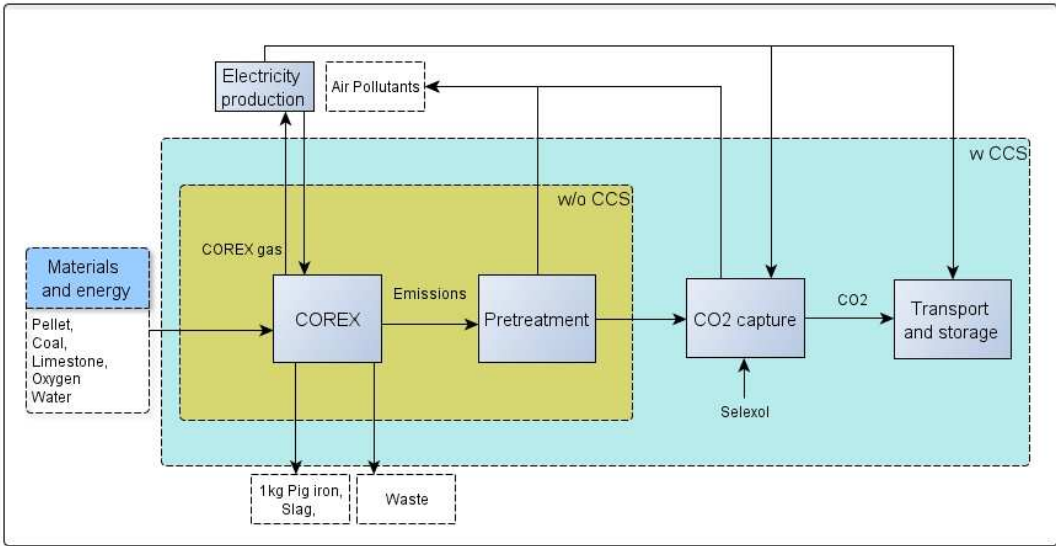 Electricity
production
Air Pollutants
w CCS
w/o CCS
COREX gas
Materials
and energy
Pellet,
Coal,
Limestone,
Oxygen
Water
COREX
Emissions
Pretreatment
CO2 capture
CO2
Transport
and storage
Selexol
1kg Pig iron,
Slag,
Waste